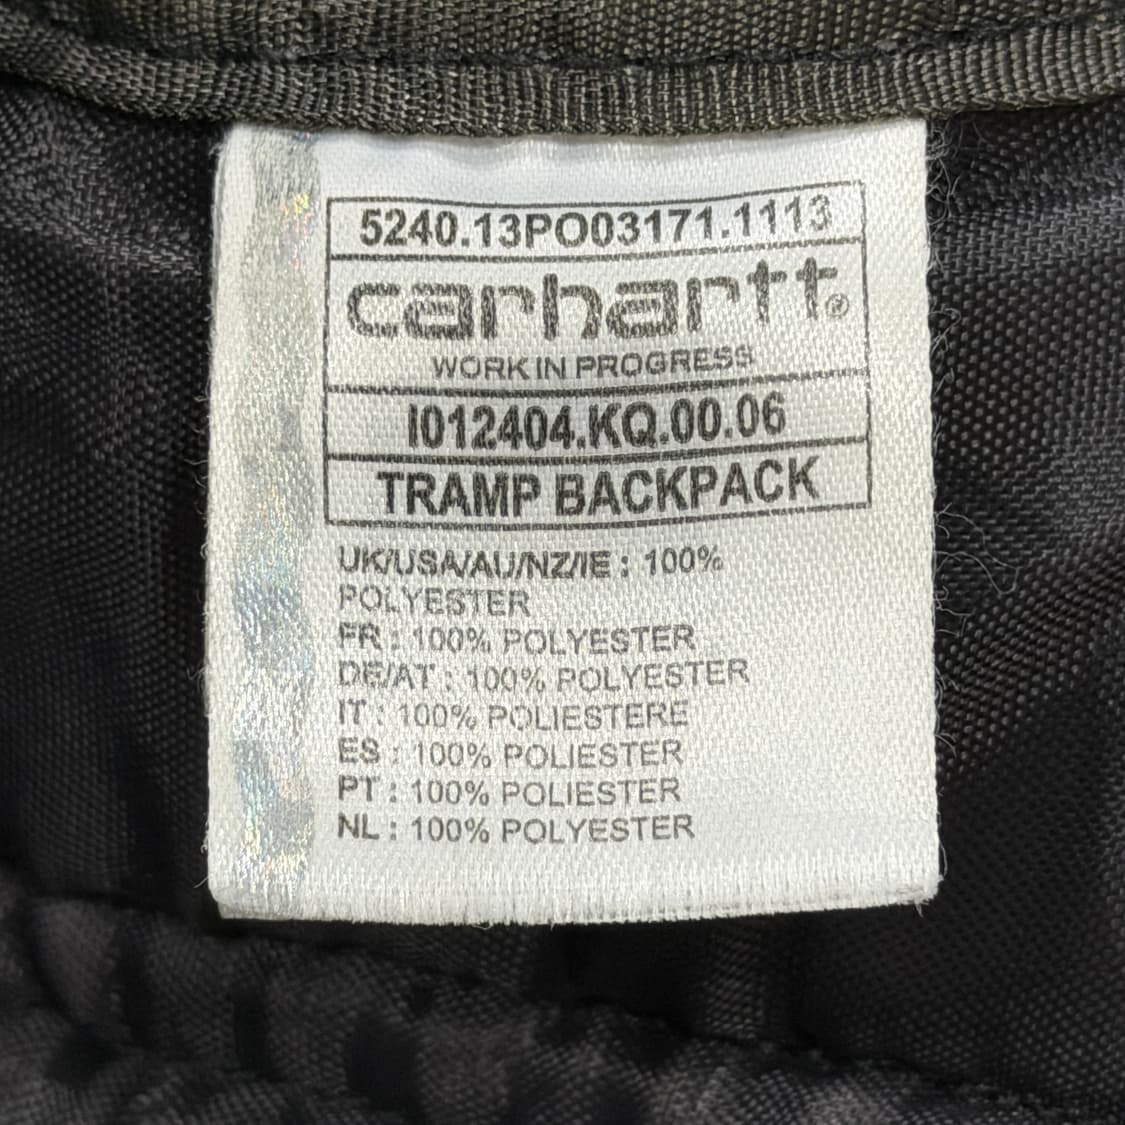 5240.13PO03171.1113
carhartt®
WORK IN PROGRESS
I012404.KQ.00.06
TRAMP BACKPACK
UK/USA/AU/NZ/IE : 100%
POLYESTER
FR : 100% POLYESTER
DE/AT : 100% POLYESTER
IT : 100% POLIESTERE
ES : 100% POLIESTER
PT : 100% POLIESTER
NL : 100% POLYESTER